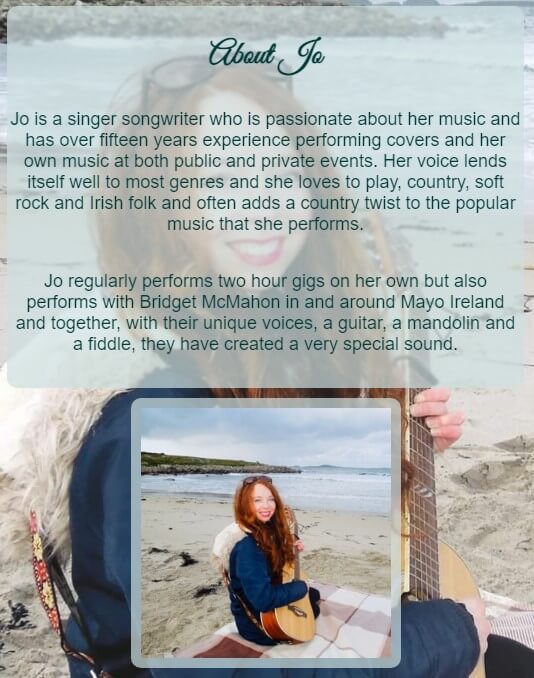 About Jo
Jo is a singer songwriter who is passionate about her music and
has over fifteen years experience performing covers and her
own music at both public and private events. Her voice lends
itself well to most genres and she loves to play, country, soft
rock and Irish folk and often adds a country twist to the popular
music that she performs.
Jo regularly performs two hour gigs on her own but also
performs with Bridget McMahon in and around Mayo Ireland
and together, with their unique voices, a guitar, a mandolin and
a fiddle, they have created a very special sound.